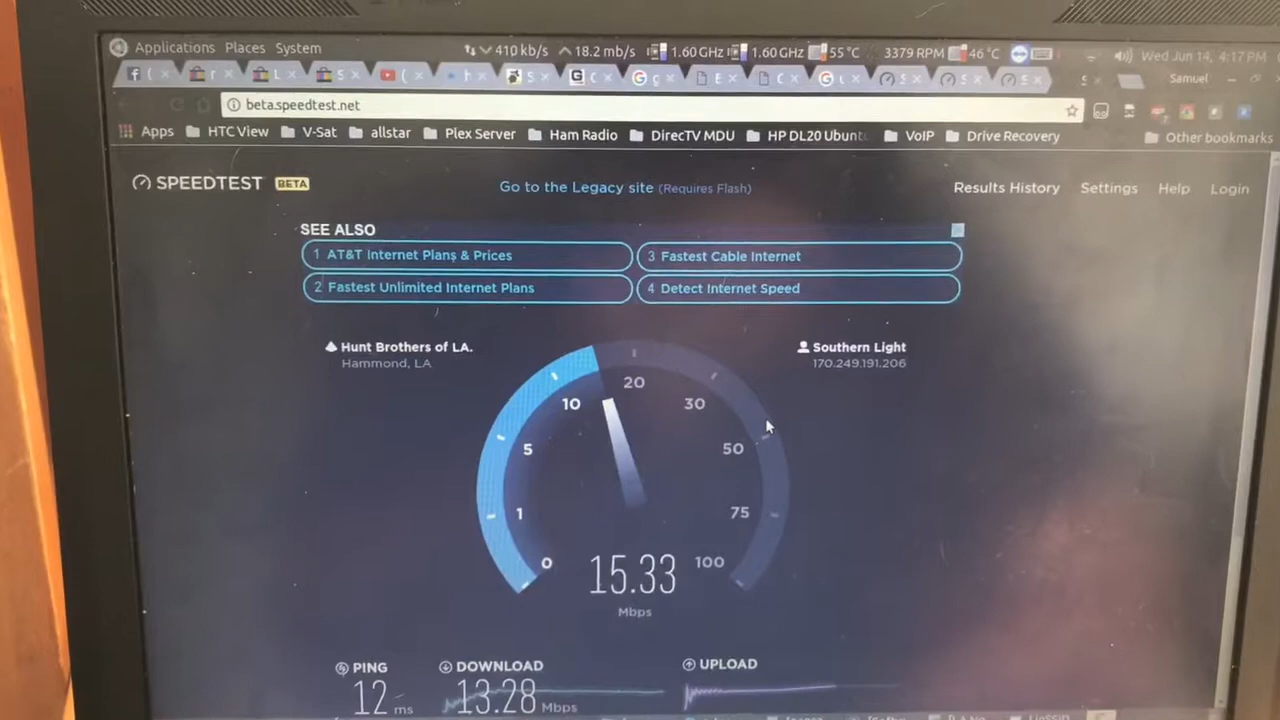 Applications Places System 410 kb/s 18.2 mb/s 1.60 GHz 1.60 GHz 55 °C 3379 RPM 46 °C Wed Jun 14, 4:17 PM
Samuel
beta.speedtest.net
Apps HTC View V-Sat allstar Plex Server Ham Radio DirecTV MDU HP DL20 Ubunt VoIP Drive Recovery Other bookmarks
SPEEDTEST BETA Go to the Legacy site (Requires Flash) Results History Settings Help Login
SEE ALSO
1 AT&T Internet Plans & Prices 3 Fastest Cable Internet
2 Fastest Unlimited Internet Plans 4 Detect Internet Speed
Hunt Brothers of LA. Southern Light
Hammond, LA 170.249.191.206
20
10 30
5 50
1 75
0 100
15.33
Mbps
PING DOWNLOAD UPLOAD
12 ms 13.28 Mbps